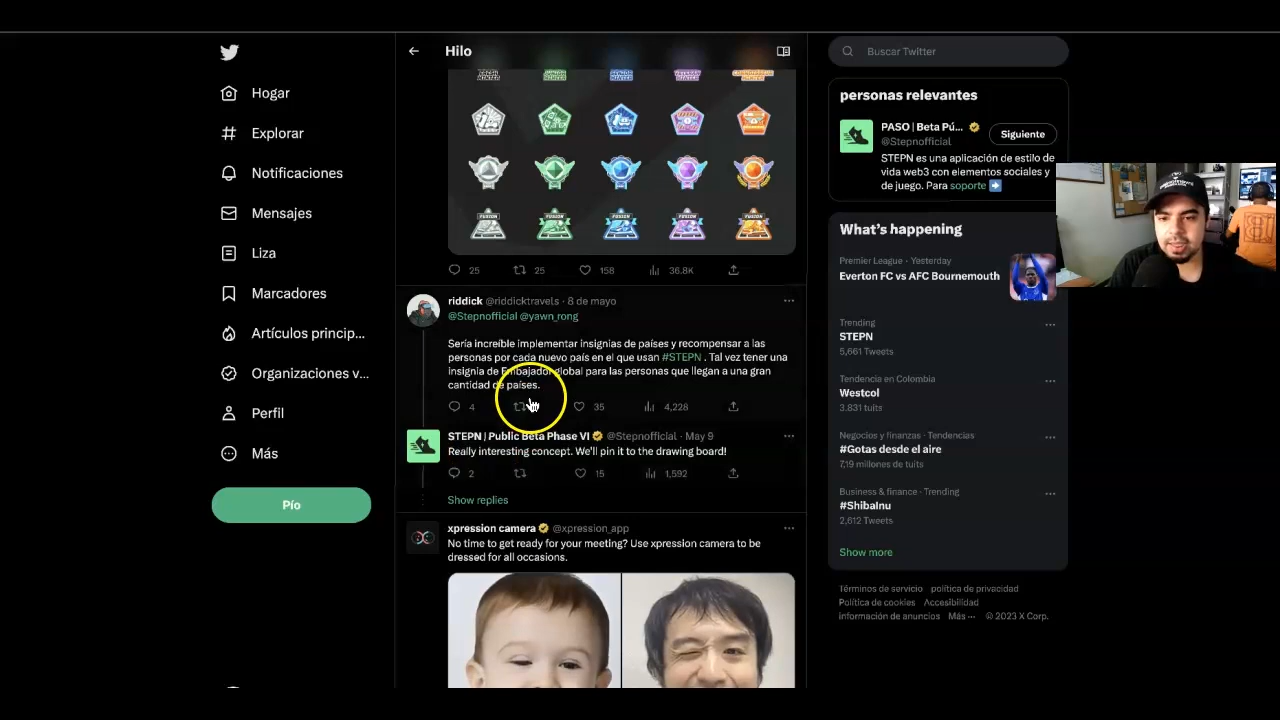 Hilo
Hogar
Explorar
Notificaciones
Mensajes
Liza
Marcadores
Artículos princip...
Organizaciones v...
Perfil
Más
Pío
FUSION FUSION FUSION FUSION FUSION
25 25 158 36.8K
riddick @riddicktravels · 8 de mayo
@Stepnofficial @yawn_rong
Sería increíble implementar insignias de países y recompensar a las
personas por cada nuevo país en el que usan #STEPN . Tal vez tener una
insignia de Embajador global para las personas que llegan a una gran
cantidad de países.
4 35 4,228
STEPN | Public Beta Phase VI @Stepnofficial · May 9
Really interesting concept. We'll pin it to the drawing board!
2 15 1,592
Show replies
xpression camera @xpression_app
No time to get ready for your meeting? Use xpression camera to be
dressed for all occasions.
Buscar Twitter
personas relevantes
PASO | Beta Pú...
Siguiente
@Stepnofficial
STEPN es una aplicación de estilo de
vida web3 con elementos sociales y
de juego. Para soporte
What's happening
Premier League · Yesterday
Everton FC vs AFC Bournemouth
Trending
STEPN
5,661 Tweets
Tendencia en Colombia
Westcol
3.831 tuits
Negocios y finanzas · Tendencias
#Gotas desde el aire
7,19 millones de tuits
Business & finance · Trending
#ShibaInu
2,612 Tweets
Show more
Términos de servicio política de privacidad
Política de cookies Accesibilidad
información de anuncios Más ··· © 2023 X Corp.